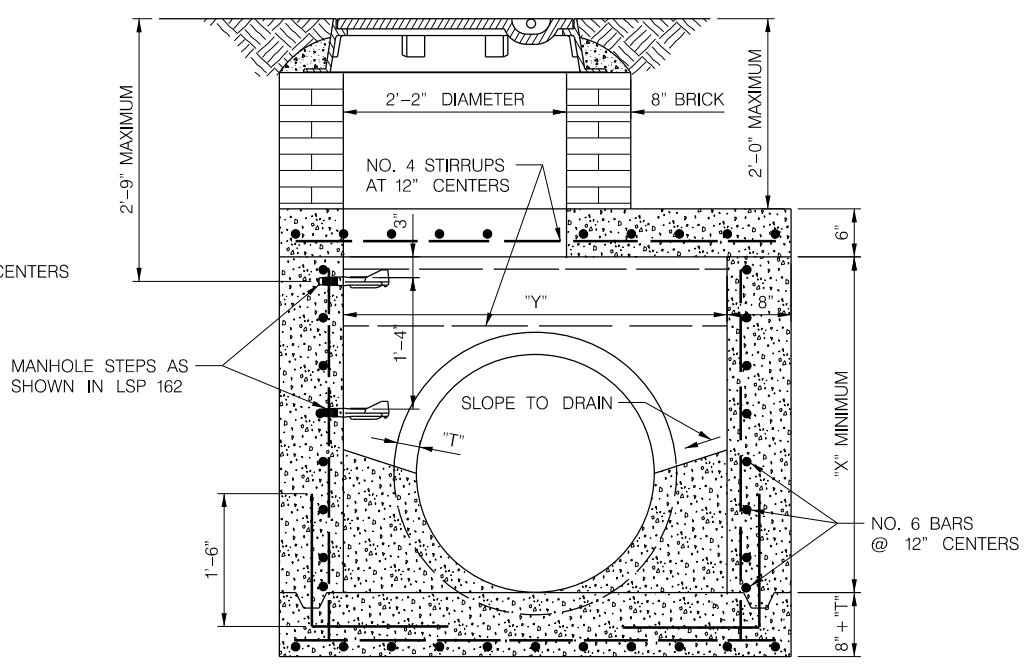 2'-9" MAXIMUM
2'-2" DIAMETER
8" BRICK
2'-0" MAXIMUM
NO. 4 STIRRUPS
AT 12" CENTERS
3"
6"
CENTERS
"Y"
8"
1'-4"
MANHOLE STEPS AS
SHOWN IN LSP 162
SLOPE TO DRAIN
"T"
"X" MINIMUM
1'-6"
NO. 6 BARS
@ 12" CENTERS
8"+"T"